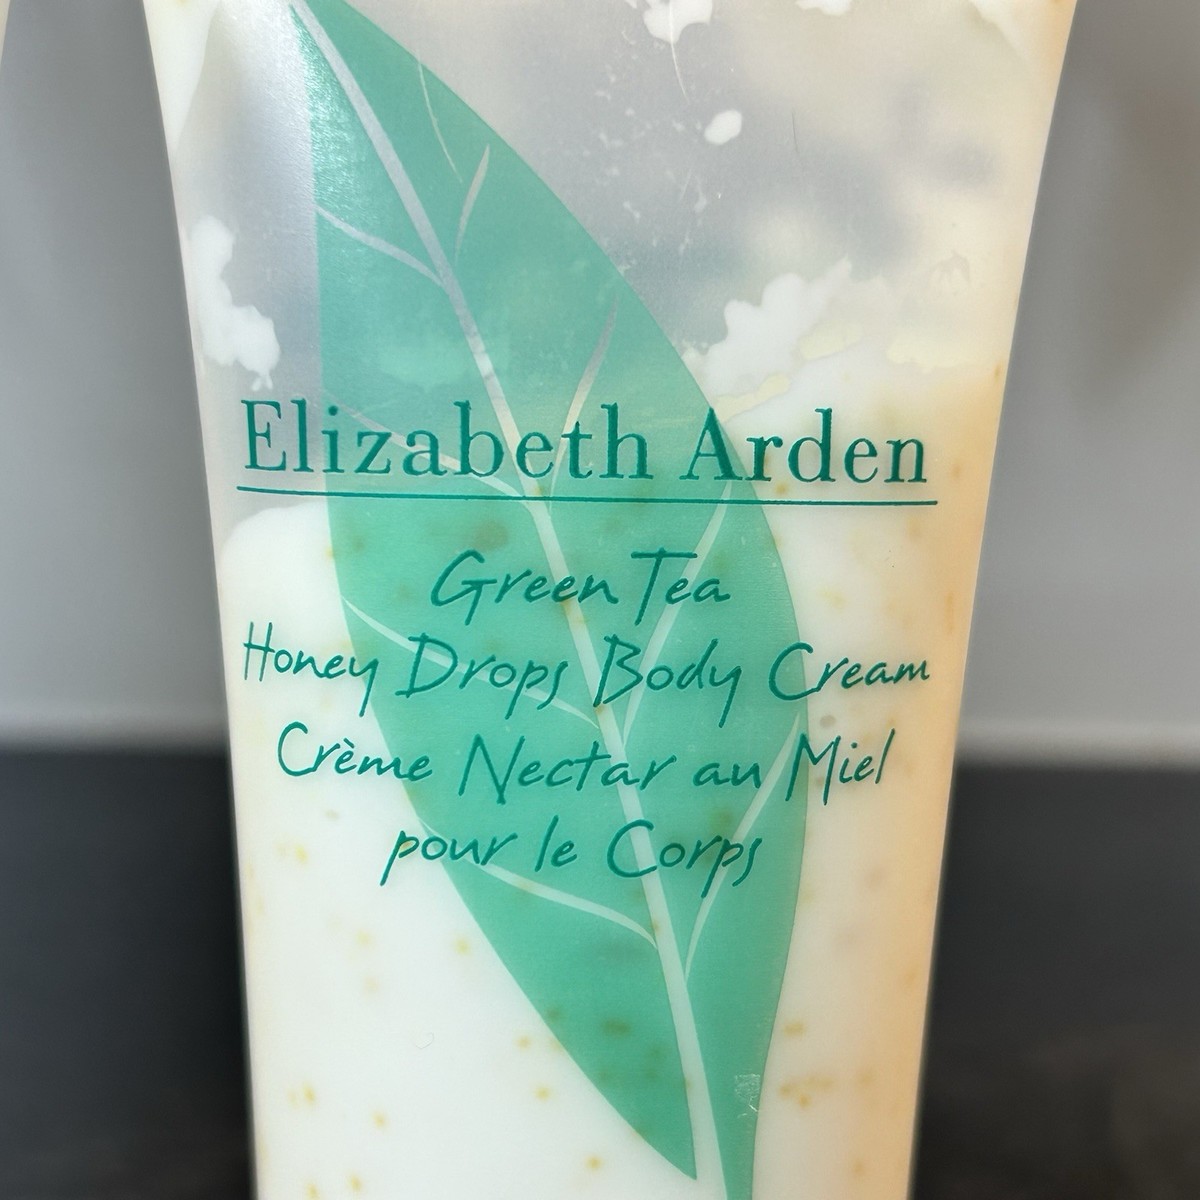 Elizabeth Arden
Green Tea
Honey Drops Body Cream
Crème Nectar au Miel
pour le Corps